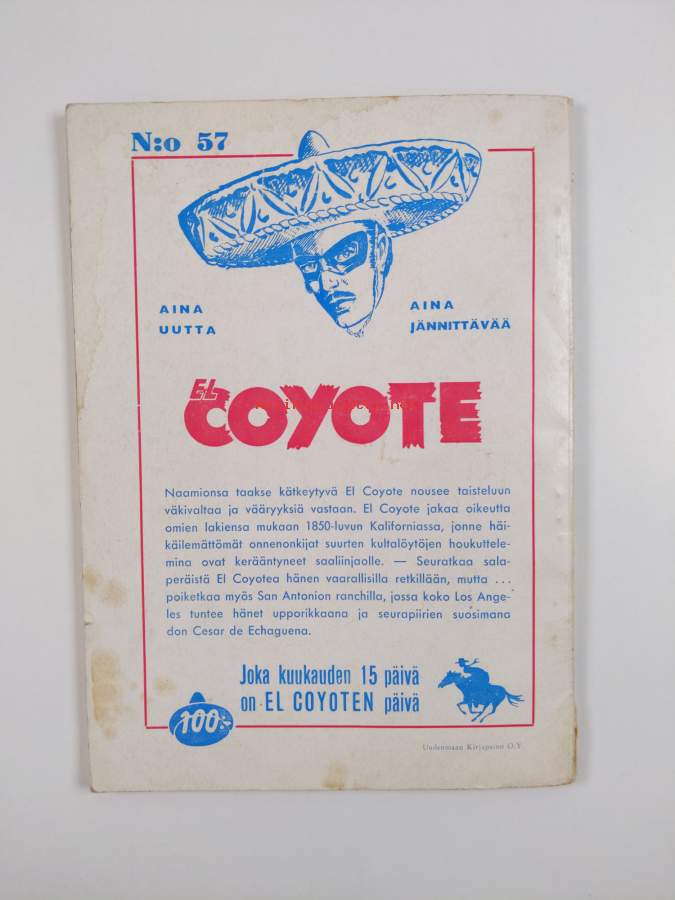 N:o 57
AINA
UUTTA
AINA
JÄNNITTÄVÄÄ
EL
COYOTE
Naamionsa taakse kätkeytyvä El Coyote nousee taisteluun
väkivaltaa ja vääryyksiä vastaan. El Coyote jakaa oikeutta
omien lakiensa mukaan 1850-luvun Kaliforniassa, jonne häi-
käilemättömät onnenonkijat suurten kultalöytöjen houkuttele-
mina ovat kerääntyneet saaliinjaolle. — Seuratkaa sala-
peräistä El Coyotea hänen vaarallisilla retkillään, mutta ...
poiketkaa myös San Antonion ranchilla, jossa koko Los Ange-
les tuntee hänet upporikkaana ja seurapiirien suosimana
don Cesar de Echaguena.
Joka kuukauden 15 päivä
on EL COYOTEN päivä
100:-
Uudenmaan Kirjapaino O.Y